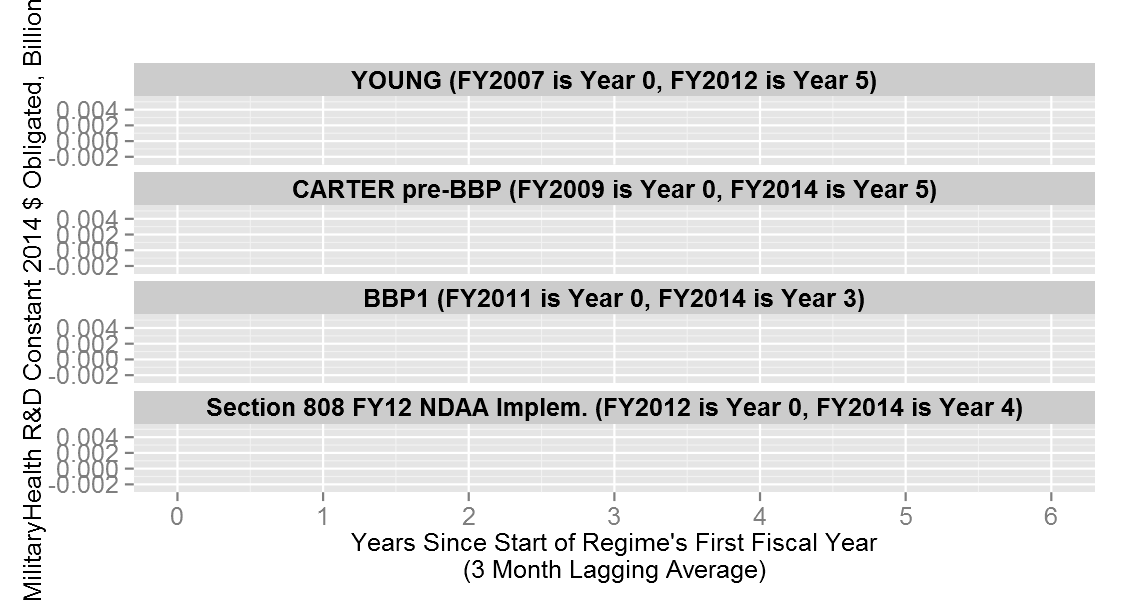 MilitaryHealth R&D Constant 2014 $ Obligated, Billion
YOUNG (FY2007 is Year 0, FY2012 is Year 5)
0.004
0.002
0.000
-0.002
CARTER pre-BBP (FY2009 is Year 0, FY2014 is Year 5)
0.004
0.002
0.000
-0.002
BBP1 (FY2011 is Year 0, FY2014 is Year 3)
0.004
0.002
0.000
-0.002
Section 808 FY12 NDAA Implem. (FY2012 is Year 0, FY2014 is Year 4)
0.004
0.002
0.000
-0.002
0 1 2 3 4 5 6
Years Since Start of Regime's First Fiscal Year
(3 Month Lagging Average)